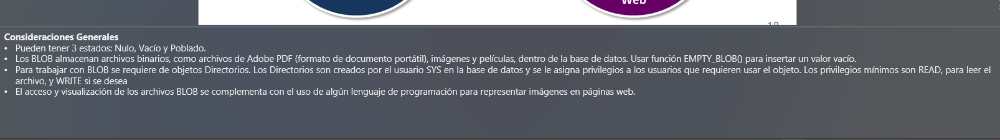 Web
Consideraciones Generales
• Pueden tener 3 estados: Nulo, Vacío y Poblado.
• Los BLOB almacenan archivos binarios, como archivos de Adobe PDF (formato de documento portátil), imágenes y películas, dentro de la base de datos. Usar función EMPTY_BLOB() para insertar un valor vacío.
• Para trabajar con BLOB se requiere de objetos Directorios. Los Directorios son creados por el usuario SYS en la base de datos y se le asigna privilegios a los usuarios que requieren usar el objeto. Los privilegios mínimos son READ, para leer el
archivo, y WRITE si se desea
• El acceso y visualización de los archivos BLOB se complementa con el uso de algún lenguaje de programación para representar imágenes en páginas web.